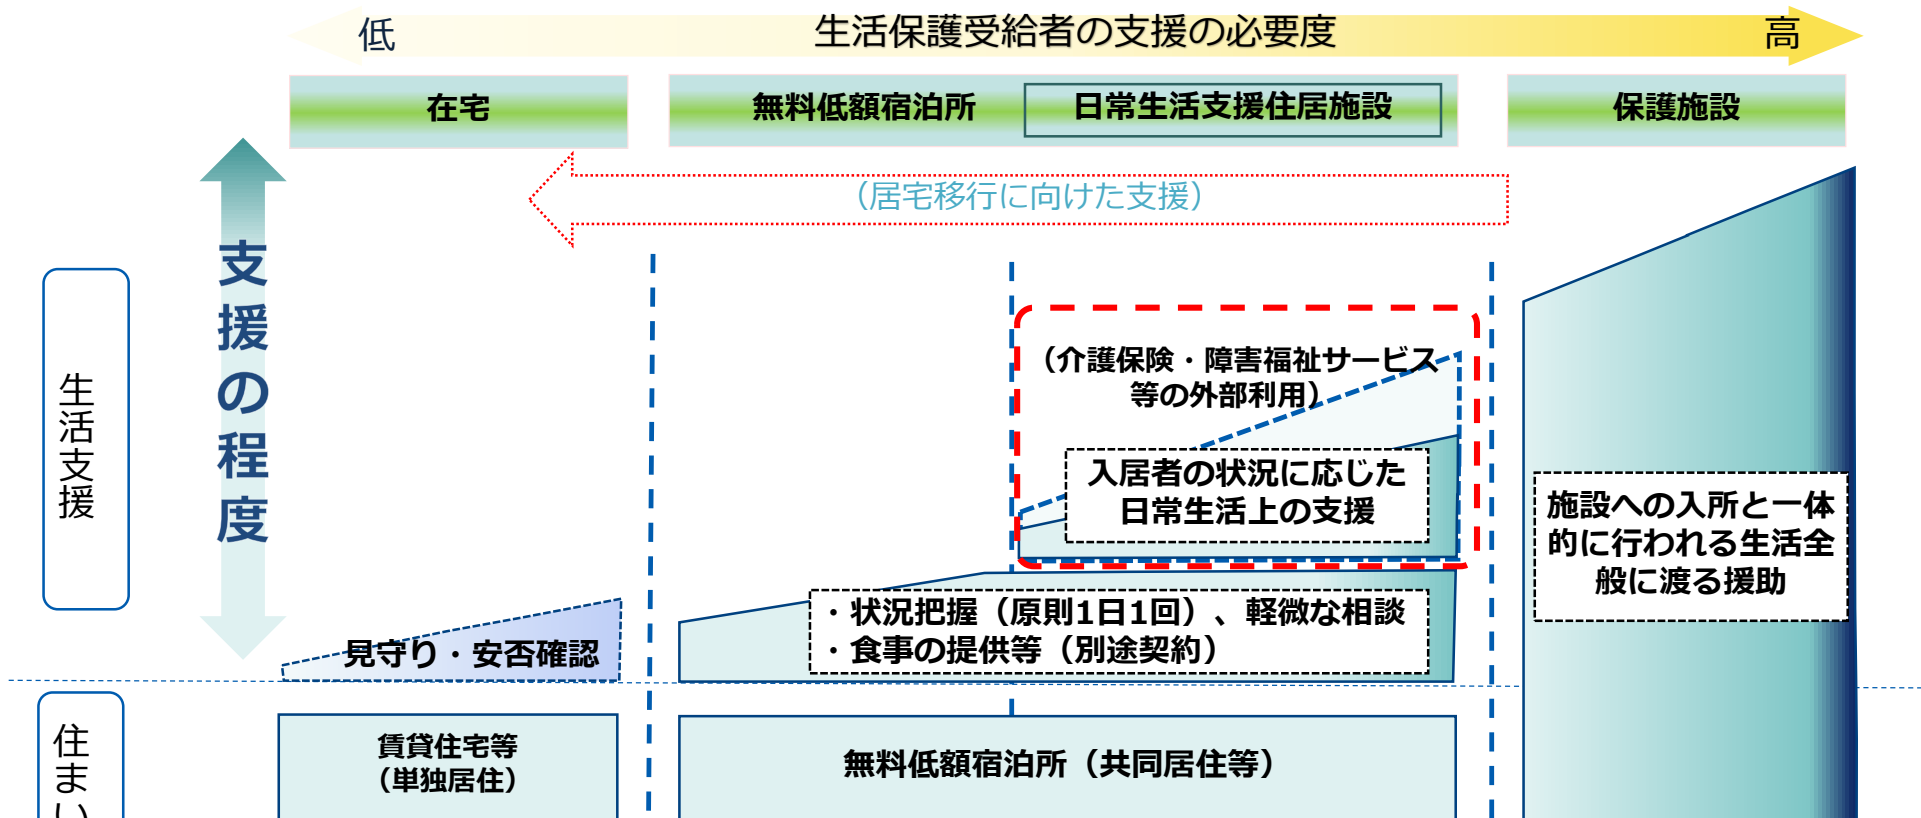 低
生活保護受給者の支援の必要度
高
在宅
無料低額宿泊所
日常生活支援住居施設
保護施設
（居宅移行に向けた支援）
支援の程度
生活支援
（介護保険・障害福祉サービス
等の外部利用）
入居者の状況に応じた
日常生活上の支援
施設への入所と一体
的に行われる生活全
般に渡る援助
・状況把握（原則1日1回）、軽微な相談
・食事の提供等（別途契約）
見守り・安否確認
住まい
賃貸住宅等
（単独居住）
無料低額宿泊所（共同居住等）